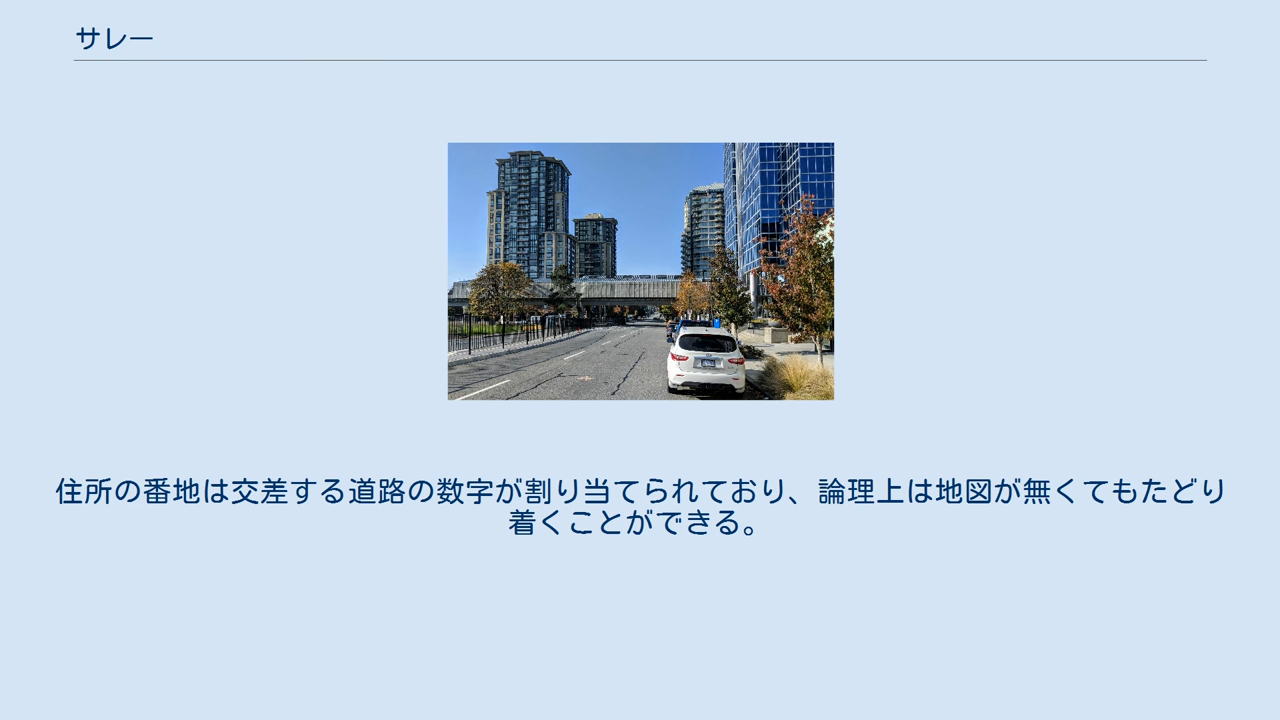 サレー
住所の番地は交差する道路の数字が割り当てられており、論理上は地図が無くてもたどり
着くことができる。